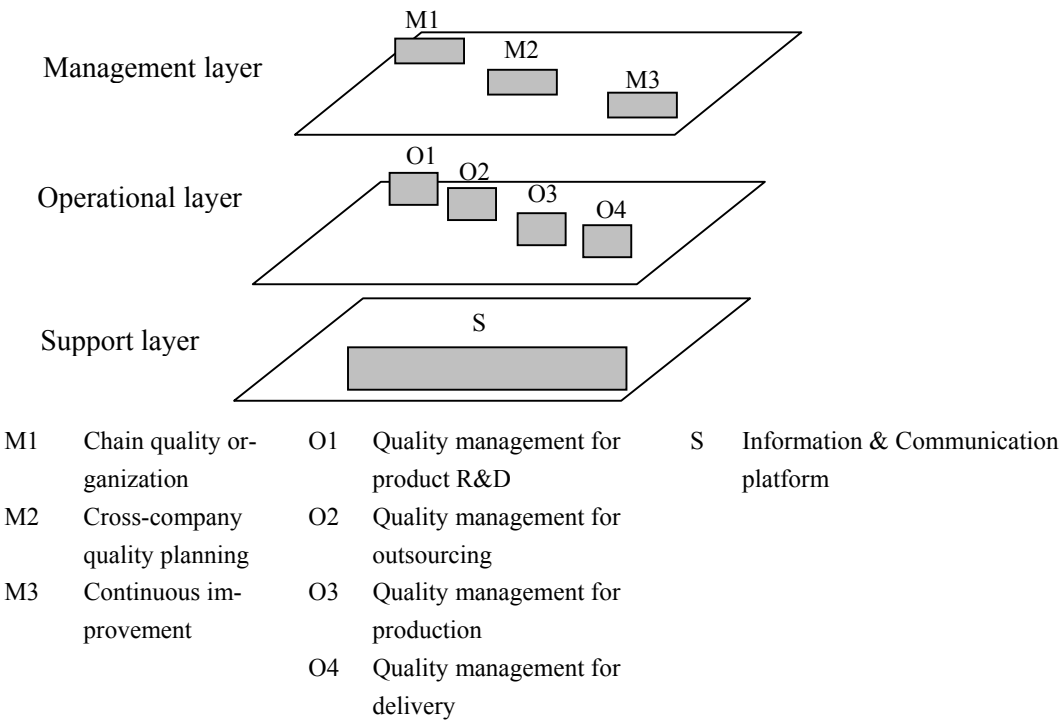 M1
M2
Management layer
M3
O1
O2
Operational layer
O3
O4
S
Support layer
M1 Chain quality or- O1 Quality management for S Information & Communication
ganization product R&D platform
M2 Cross-company O2 Quality management for
quality planning outsourcing
M3 Continuous im- O3 Quality management for
provement production
O4 Quality management for
delivery